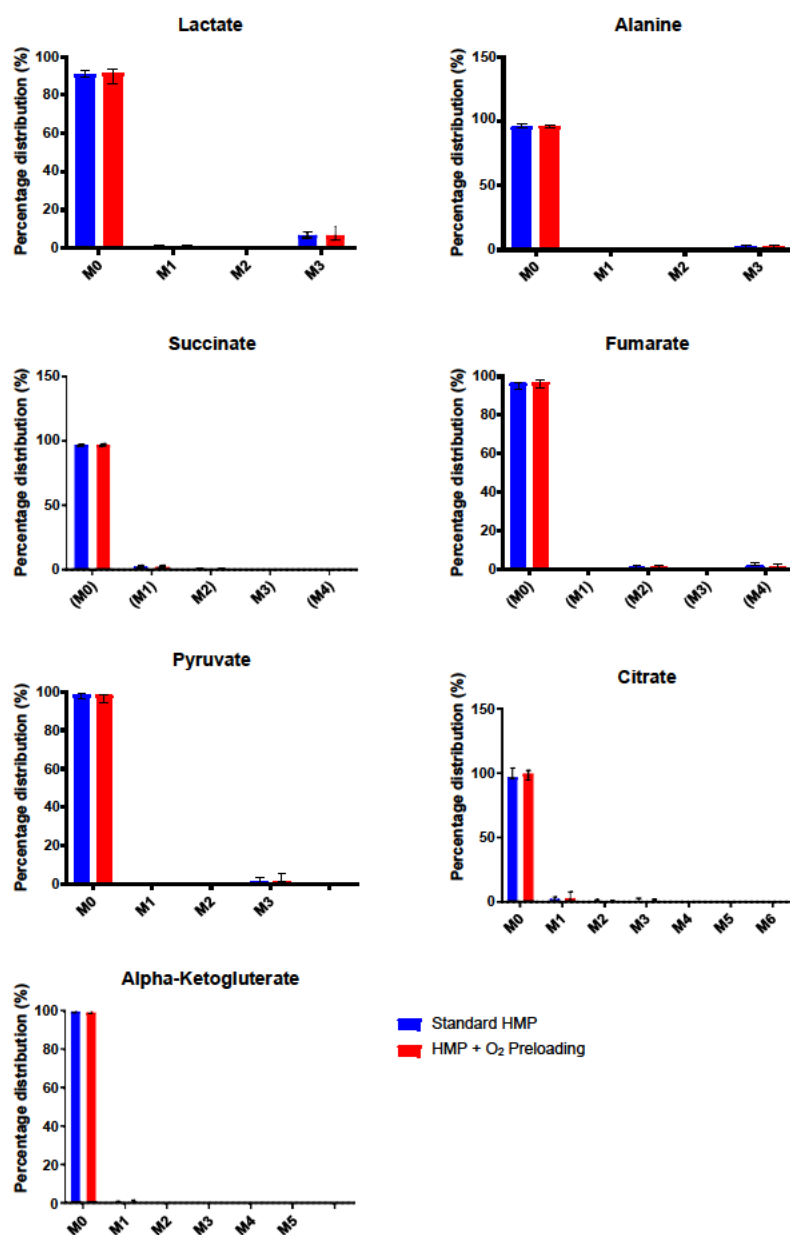 Lactate
Percentage distribution (%)
100
80
60
40
20
0
M0 M1 M2 M3
Alanine
Percentage distribution (%)
150
100
50
0
M0 M1 M2 M3
Succinate
Percentage distribution (%)
150
100
50
0
(M0) (M1) M2) M3) (M4)
Fumarate
Percentage distribution (%)
100
80
60
40
20
0
(M0) (M1) (M2) (M3) (M4)
Pyruvate
Percentage distribution (%)
100
80
60
40
20
0
M0 M1 M2 M3
Citrate
Percentage distribution (%)
150
100
50
0
M0 M1 M2 M3 M4 M5 M6
Alpha-Ketogluterate
Percentage distribution (%)
100
80
60
40
20
0
M0 M1 M2 M3 M4 M5
Standard HMP
HMP + O₂ Preloading